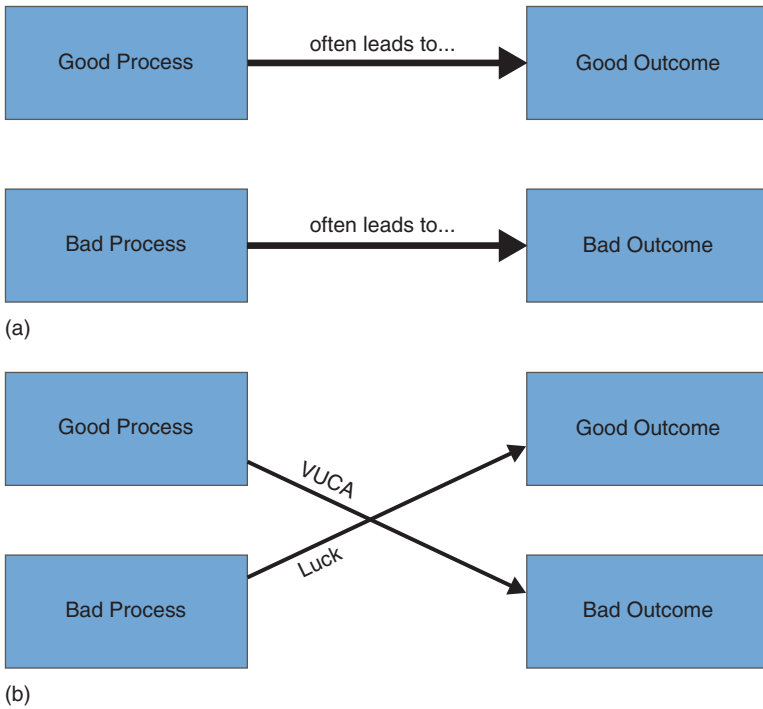 Good Process
often leads to...
Good Outcome
Bad Process
often leads to...
Bad Outcome
(a)
Good Process
Good Outcome
VUCA
Luck
Bad Process
Bad Outcome
(b)